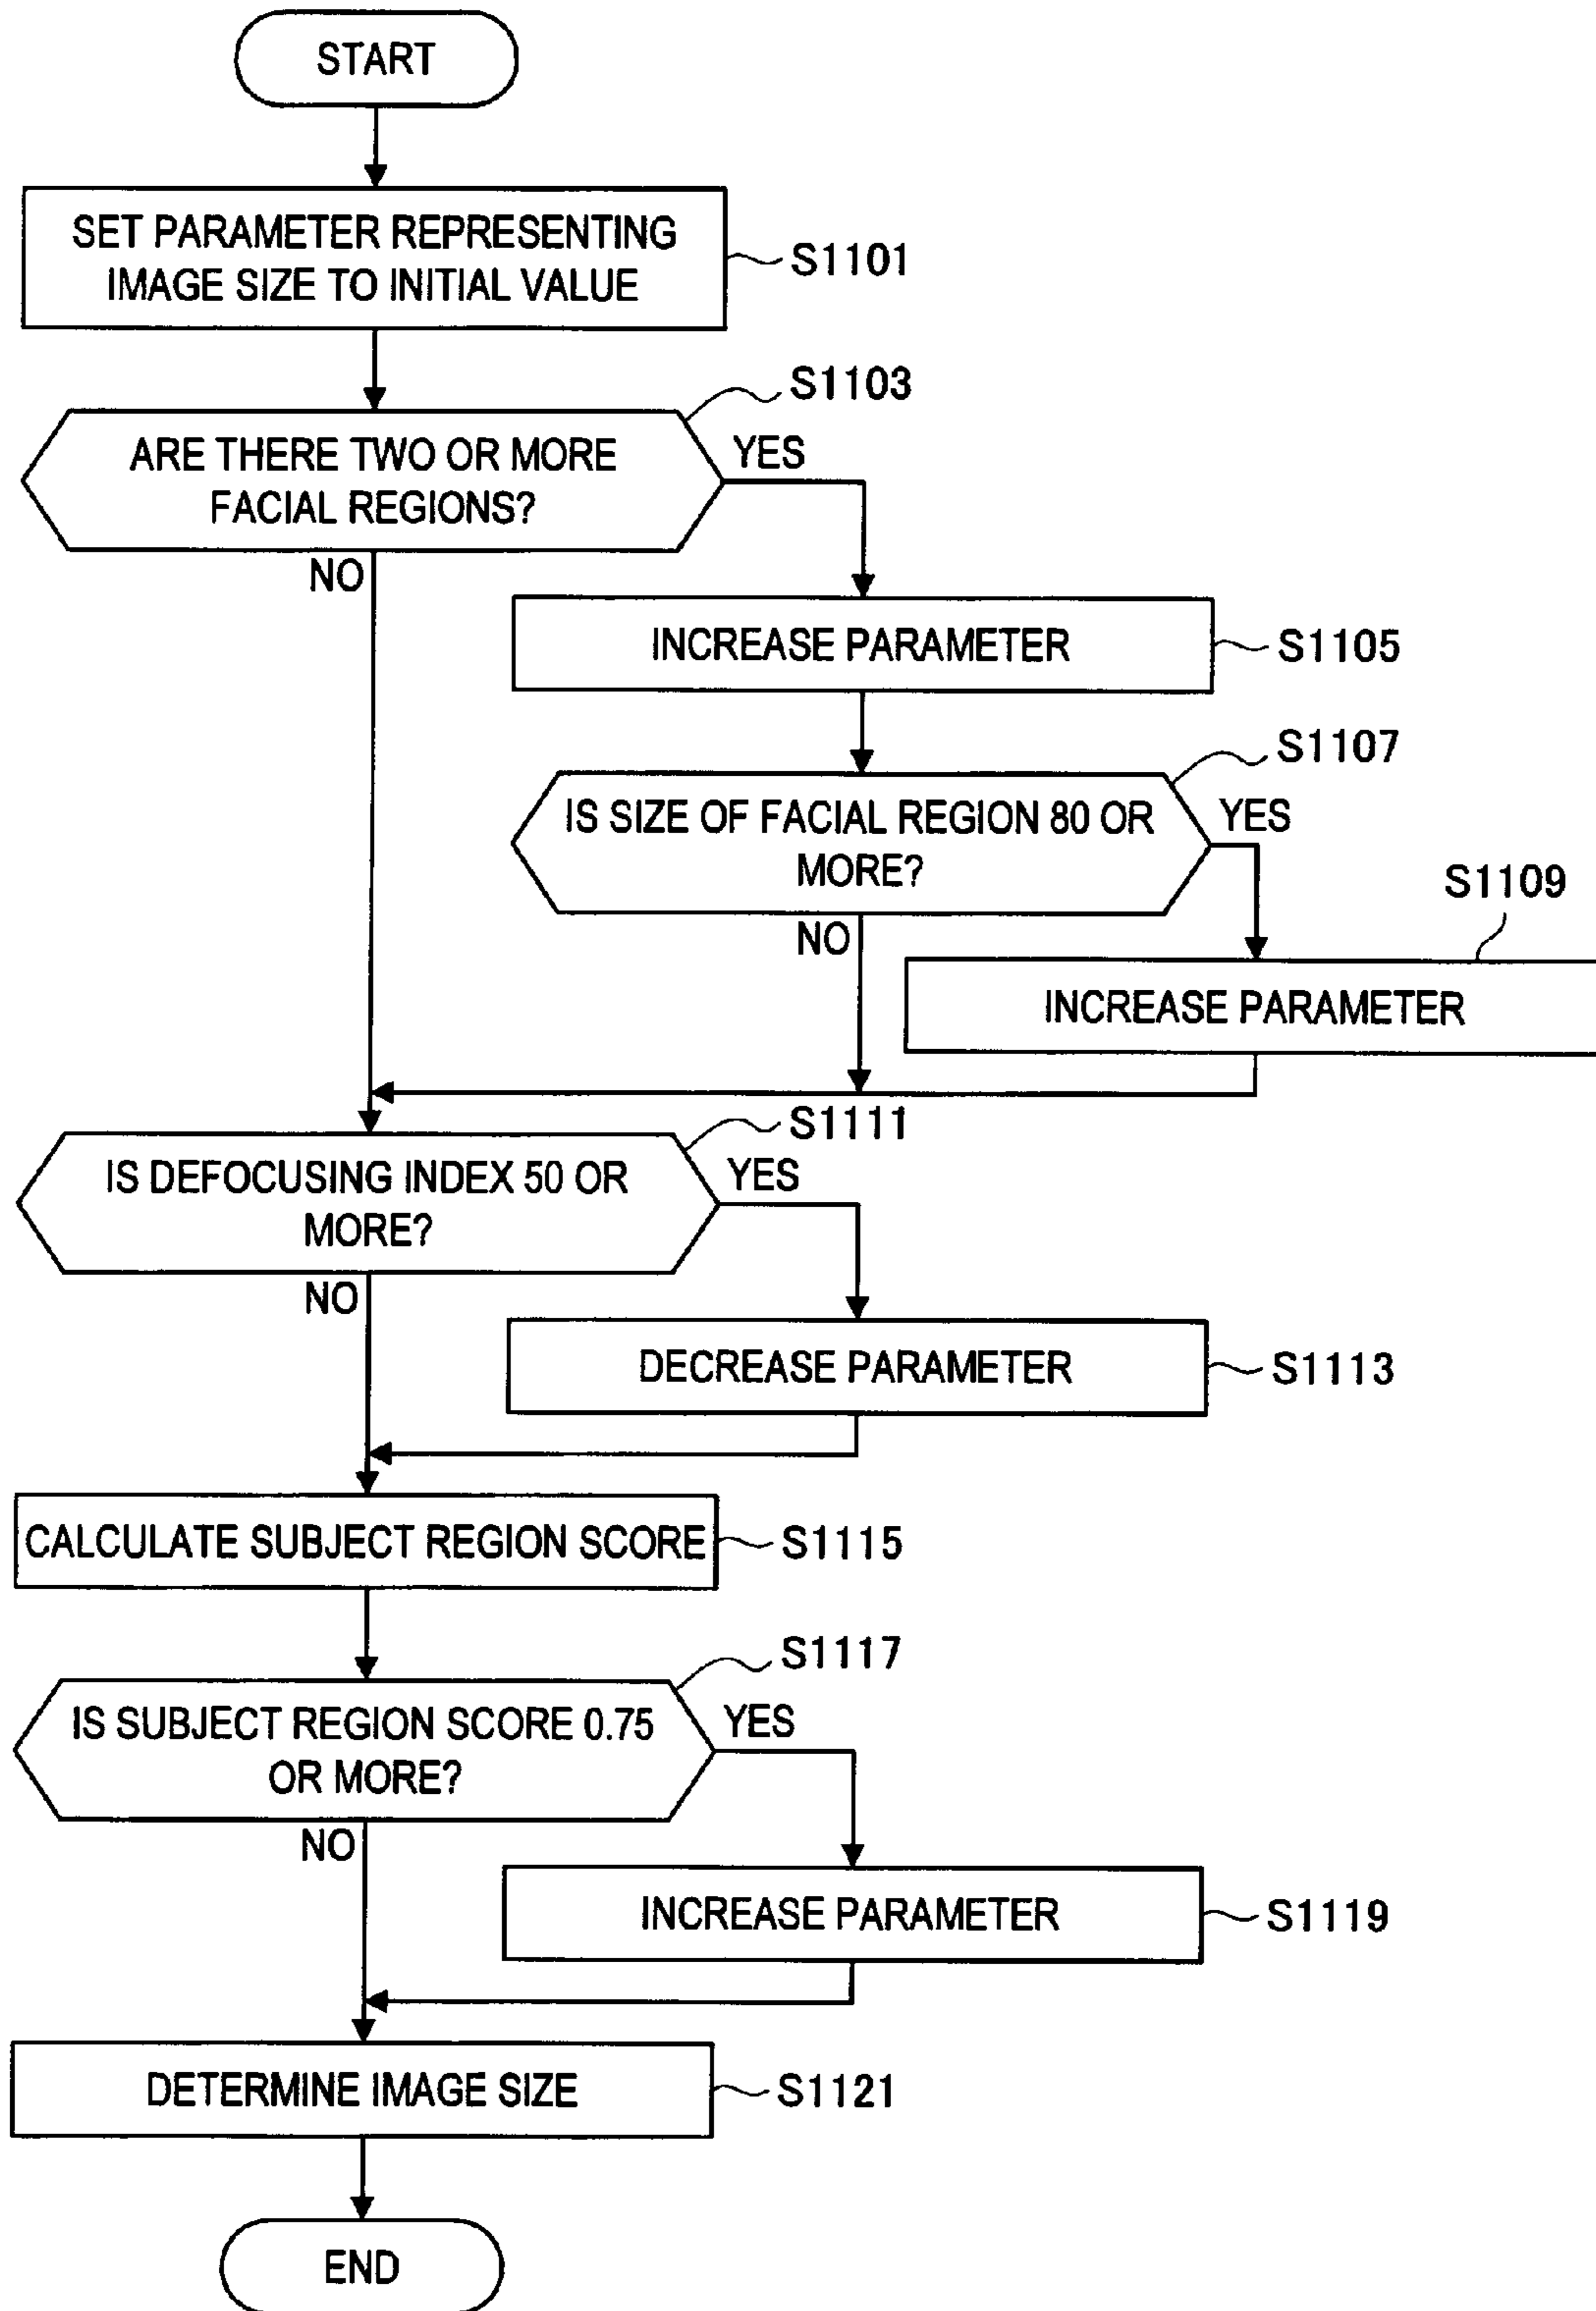 START
SET PARAMETER REPRESENTING
IMAGE SIZE TO INITIAL VALUE
S1101
S1103
ARE THERE TWO OR MORE
FACIAL REGIONS?
YES
NO
INCREASE PARAMETER
S1105
S1107
IS SIZE OF FACIAL REGION 80 OR
MORE?
YES
NO
S1109
INCREASE PARAMETER
S1111
IS DEFOCUSING INDEX 50 OR
MORE?
YES
NO
DECREASE PARAMETER
S1113
CALCULATE SUBJECT REGION SCORE
S1115
S1117
IS SUBJECT REGION SCORE 0.75
OR MORE?
YES
NO
INCREASE PARAMETER
S1119
DETERMINE IMAGE SIZE
S1121
END